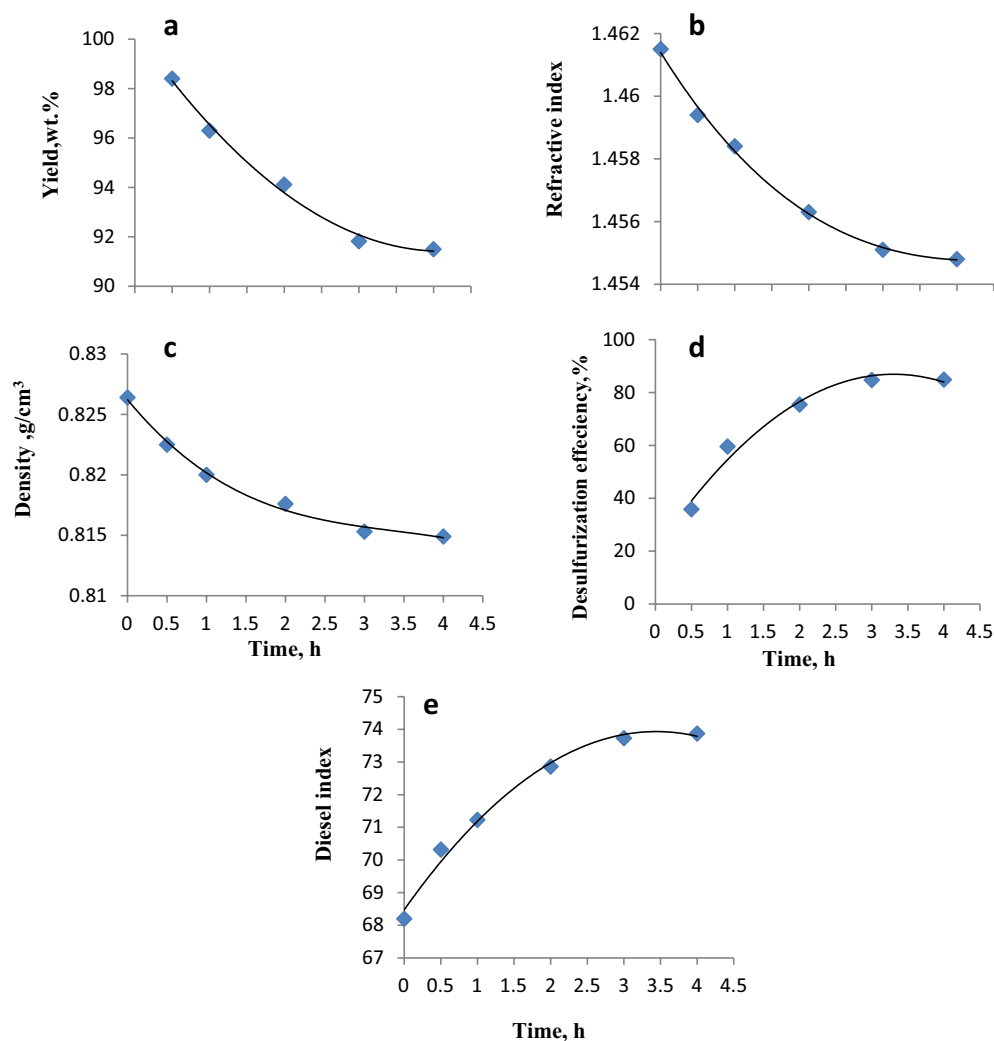 a
100
98
96
94
92
90
Yield,wt.%
b
1.462
1.46
1.458
1.456
1.454
Refractive index
c
0.83
0.825
0.82
0.815
0.81
Density ,g/cm³
0 0.5 1 1.5 2 2.5 3 3.5 4 4.5
Time, h
d
100
80
60
40
20
0
Desulfurization effeciency,%
0 0.5 1 1.5 2 2.5 3 3.5 4 4.5
Time, h
e
75
74
73
72
71
70
69
68
67
Diesel index
0 0.5 1 1.5 2 2.5 3 3.5 4 4.5
Time, h